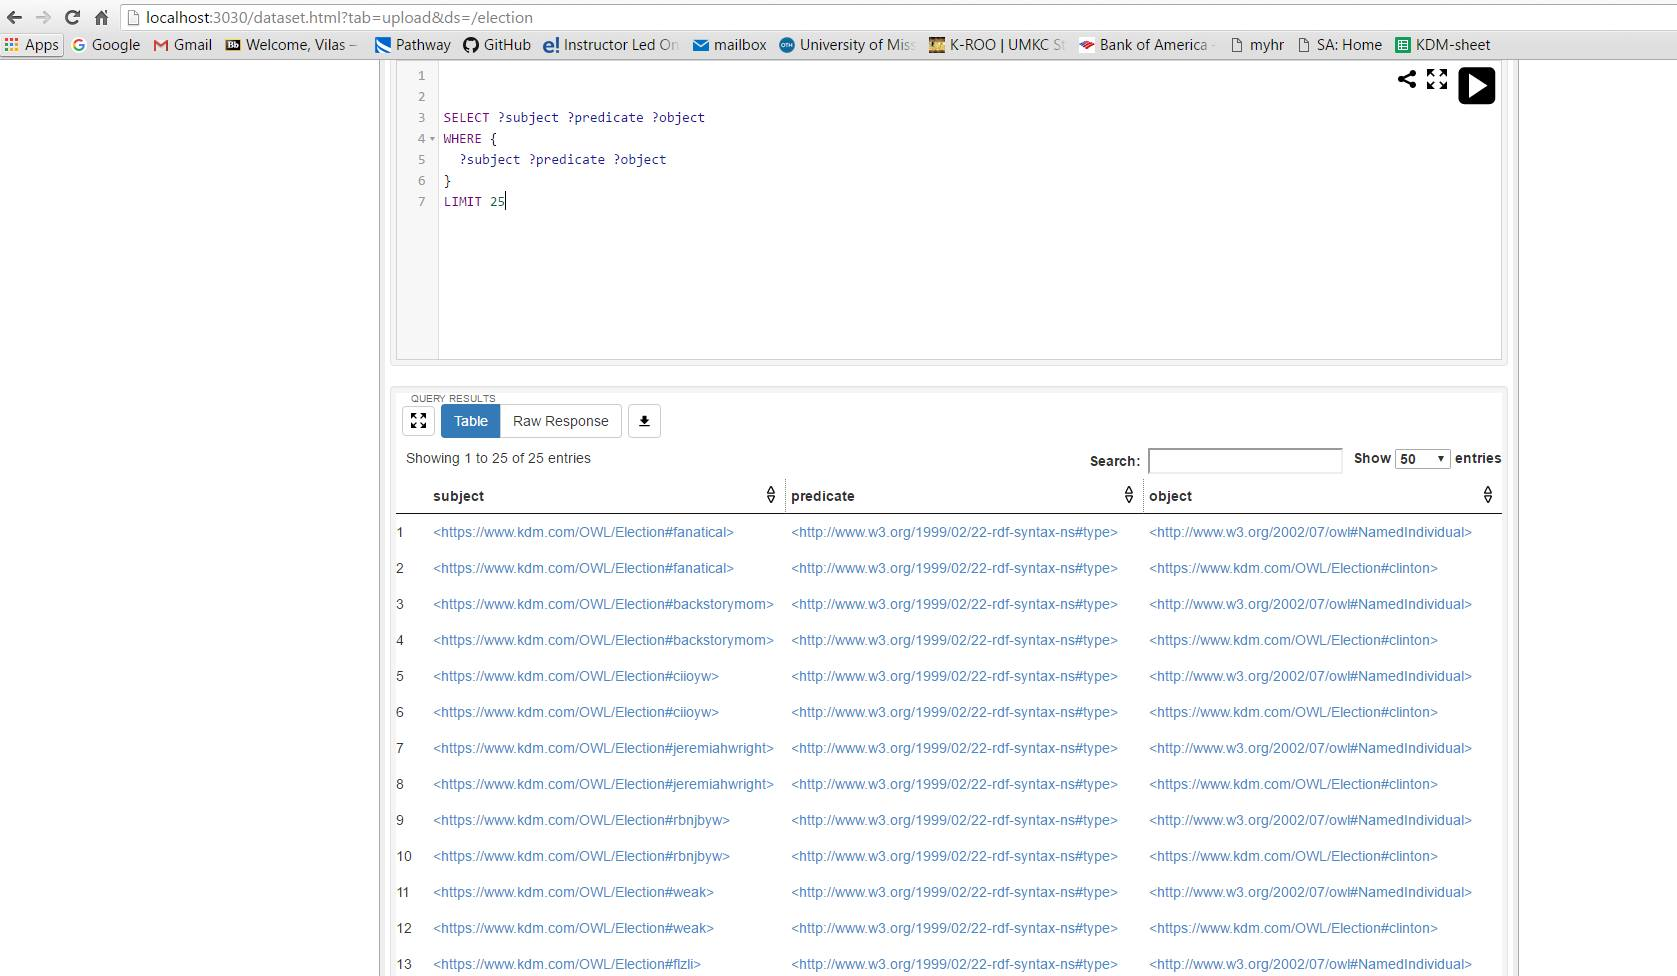 localhost:3030/dataset.html?tab=upload&ds=/election
Apps Google Gmail Welcome, Vilas – Pathway GitHub Instructor Led On mailbox University of Miss K-ROO | UMKC St Bank of America myhr SA: Home KDM-sheet
1
2
3 SELECT ?subject ?predicate ?object
4 WHERE {
5 ?subject ?predicate ?object
6 }
7 LIMIT 25
QUERY RESULTS
Table Raw Response
Showing 1 to 25 of 25 entries Search: Show 50 entries
subject predicate object
1 <https://www.kdm.com/OWL/Election#fanatical> <http://www.w3.org/1999/02/22-rdf-syntax-ns#type> <http://www.w3.org/2002/07/owl#NamedIndividual>
2 <https://www.kdm.com/OWL/Election#fanatical> <http://www.w3.org/1999/02/22-rdf-syntax-ns#type> <https://www.kdm.com/OWL/Election#clinton>
3 <https://www.kdm.com/OWL/Election#backstorymom> <http://www.w3.org/1999/02/22-rdf-syntax-ns#type> <http://www.w3.org/2002/07/owl#NamedIndividual>
4 <https://www.kdm.com/OWL/Election#backstorymom> <http://www.w3.org/1999/02/22-rdf-syntax-ns#type> <https://www.kdm.com/OWL/Election#clinton>
5 <https://www.kdm.com/OWL/Election#ciioyw> <http://www.w3.org/1999/02/22-rdf-syntax-ns#type> <http://www.w3.org/2002/07/owl#NamedIndividual>
6 <https://www.kdm.com/OWL/Election#ciioyw> <http://www.w3.org/1999/02/22-rdf-syntax-ns#type> <https://www.kdm.com/OWL/Election#clinton>
7 <https://www.kdm.com/OWL/Election#jeremiahwright> <http://www.w3.org/1999/02/22-rdf-syntax-ns#type> <http://www.w3.org/2002/07/owl#NamedIndividual>
8 <https://www.kdm.com/OWL/Election#jeremiahwright> <http://www.w3.org/1999/02/22-rdf-syntax-ns#type> <https://www.kdm.com/OWL/Election#clinton>
9 <https://www.kdm.com/OWL/Election#rbnjbyw> <http://www.w3.org/1999/02/22-rdf-syntax-ns#type> <http://www.w3.org/2002/07/owl#NamedIndividual>
10 <https://www.kdm.com/OWL/Election#rbnjbyw> <http://www.w3.org/1999/02/22-rdf-syntax-ns#type> <https://www.kdm.com/OWL/Election#clinton>
11 <https://www.kdm.com/OWL/Election#weak> <http://www.w3.org/1999/02/22-rdf-syntax-ns#type> <http://www.w3.org/2002/07/owl#NamedIndividual>
12 <https://www.kdm.com/OWL/Election#weak> <http://www.w3.org/1999/02/22-rdf-syntax-ns#type> <https://www.kdm.com/OWL/Election#clinton>
13 <https://www.kdm.com/OWL/Election#flzli> <http://www.w3.org/1999/02/22-rdf-syntax-ns#type> <http://www.w3.org/2002/07/owl#NamedIndividual>